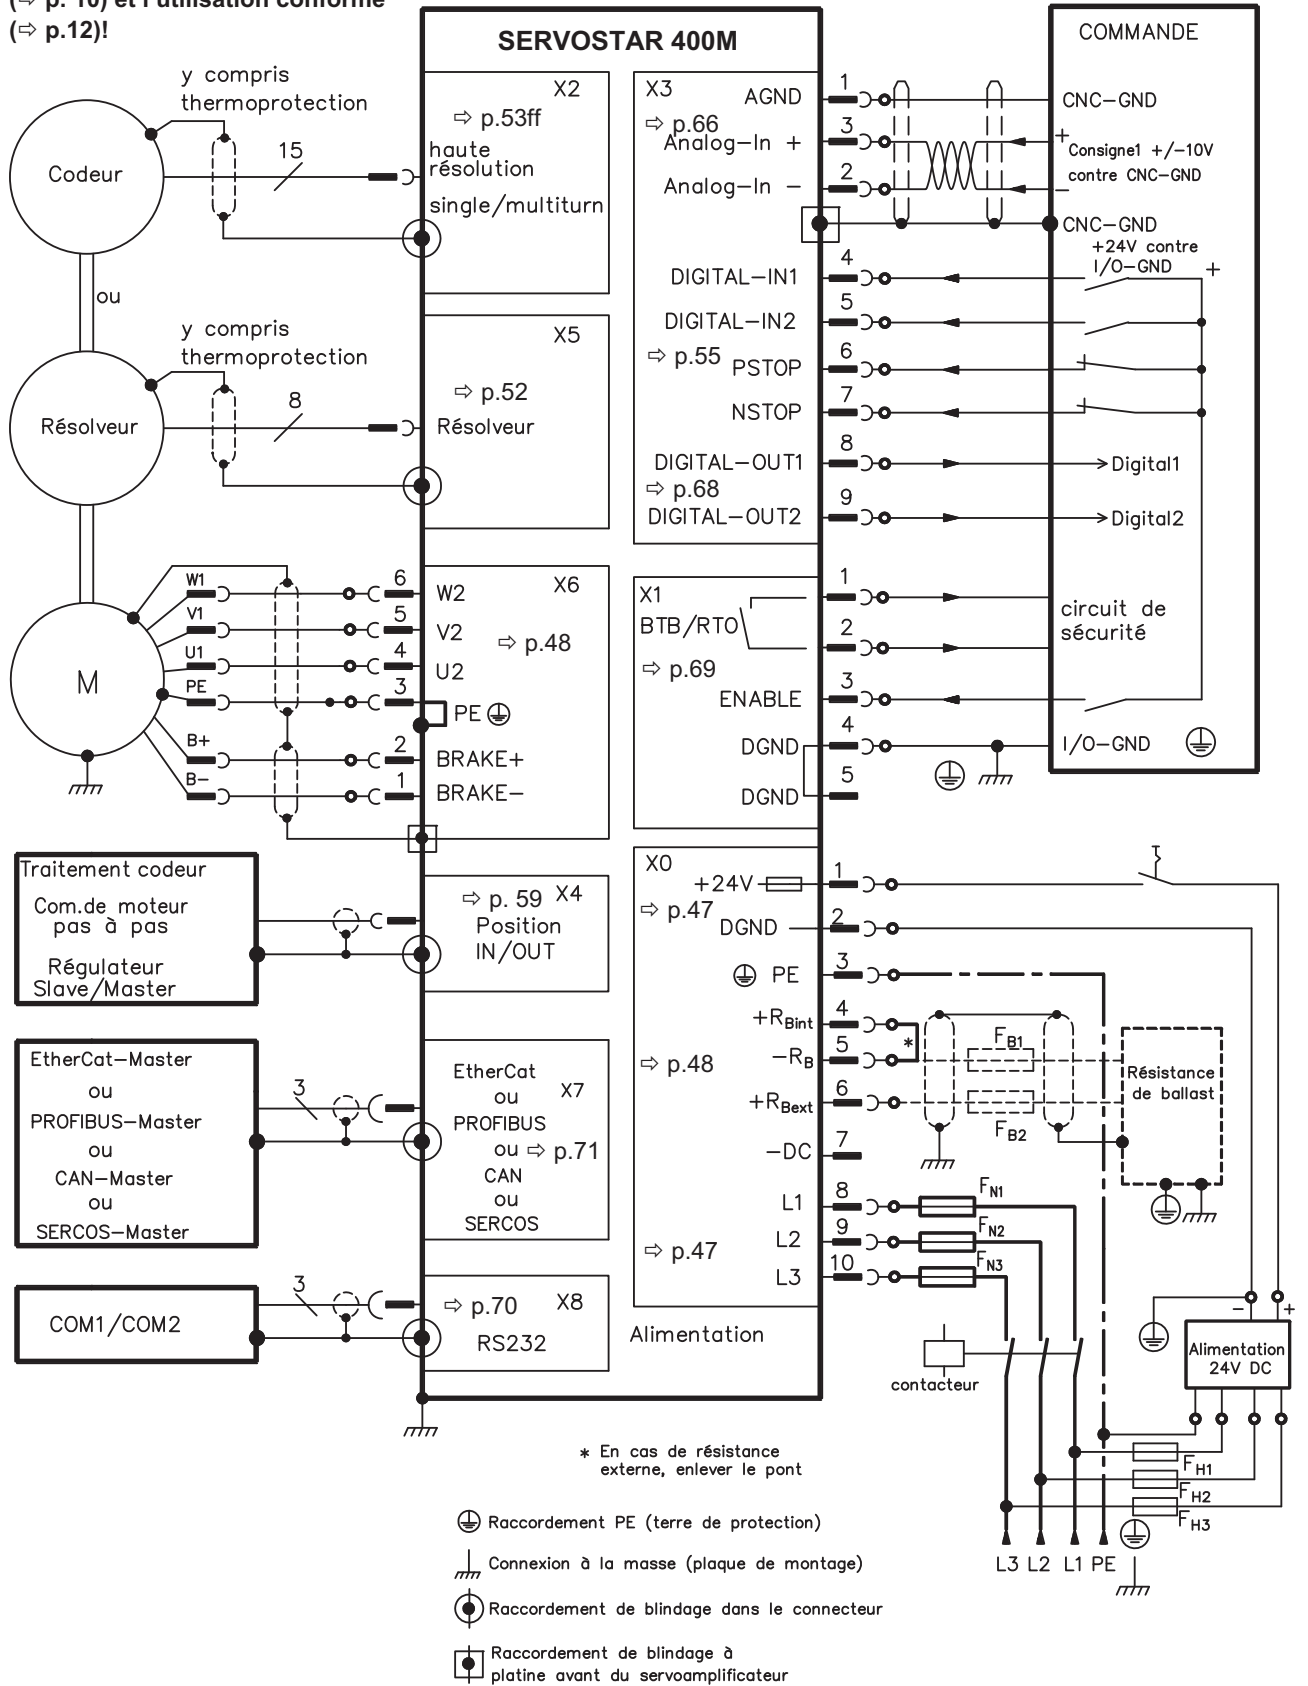 (⇨ p. 10) et l'utilisation conforme
(⇨ p.12)!
SERVOSTAR 400M
COMMANDE
y compris
thermoprotection
Codeur
15
X2
⇨ p.53ff
haute
résolution
single/multiturn
ou
y compris
thermoprotection
Résolveur
8
X5
⇨ p.52
Résolveur
M
W1
V1
U1
PE
B+
B−
6
5
4
3
2
1
X6
W2
V2
⇨ p.48
U2
PE
BRAKE+
BRAKE−
Traitement codeur
Com.de moteur
pas à pas
Régulateur
Slave/Master
⇨ p. 59 X4
Position
IN/OUT
EtherCat−Master
ou
PROFIBUS−Master
ou
CAN−Master
ou
SERCOS−Master
3
EtherCat
ou X7
PROFIBUS
ou ⇨ p.71
CAN
ou
SERCOS
COM1/COM2
3
⇨ p.70 X8
RS232
X3
AGND 1
⇨ p.66
Analog−In + 3
Analog−In − 2
DIGITAL−IN1 4
DIGITAL−IN2 5
⇨ p.55
PSTOP 6
NSTOP 7
DIGITAL−OUT1 8
⇨ p.68
DIGITAL−OUT2 9
CNC−GND
+
Consigne1 +/−10V
contre CNC−GND
−
CNC−GND
+24V contre
I/O−GND +
Digital1
Digital2
X1
BTB/RTO
1
2
⇨ p.69
ENABLE 3
DGND 4
DGND 5
circuit de
sécurité
I/O−GND
X0
+24V 1
⇨ p.47
DGND 2
PE 3
+RBint 4
−RB 5
*
⇨ p.48
+RBext 6
−DC 7
L1 8
L2 9
⇨ p.47
L3 10
Alimentation
FB1
FB2
Résistance
de ballast
FN1
FN2
FN3
contacteur
− +
Alimentation
24V DC
FH1
FH2
FH3
L3 L2 L1 PE
* En cas de résistance
externe, enlever le pont
Raccordement PE (terre de protection)
Connexion à la masse (plaque de montage)
Raccordement de blindage dans le connecteur
Raccordement de blindage à
platine avant du servoamplificateur